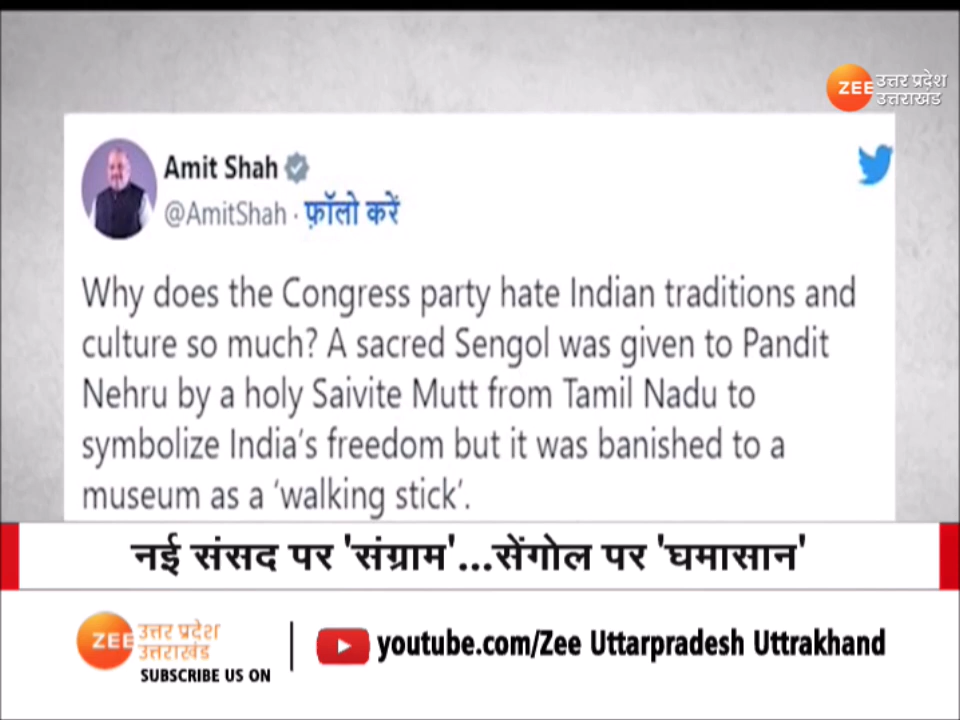 ZEE उत्तर प्रदेश
उत्तराखंड
Amit Shah
@AmitShah · फ़ॉलो करें
Why does the Congress party hate Indian traditions and
culture so much? A sacred Sengol was given to Pandit
Nehru by a holy Saivite Mutt from Tamil Nadu to
symbolize India's freedom but it was banished to a
museum as a 'walking stick'.
नई संसद पर 'संग्राम'...सेंगोल पर 'घमासान'
ZEE उत्तर प्रदेश
उत्तराखंड
SUBSCRIBE US ON
youtube.com/Zee Uttarpradesh Uttrakhand